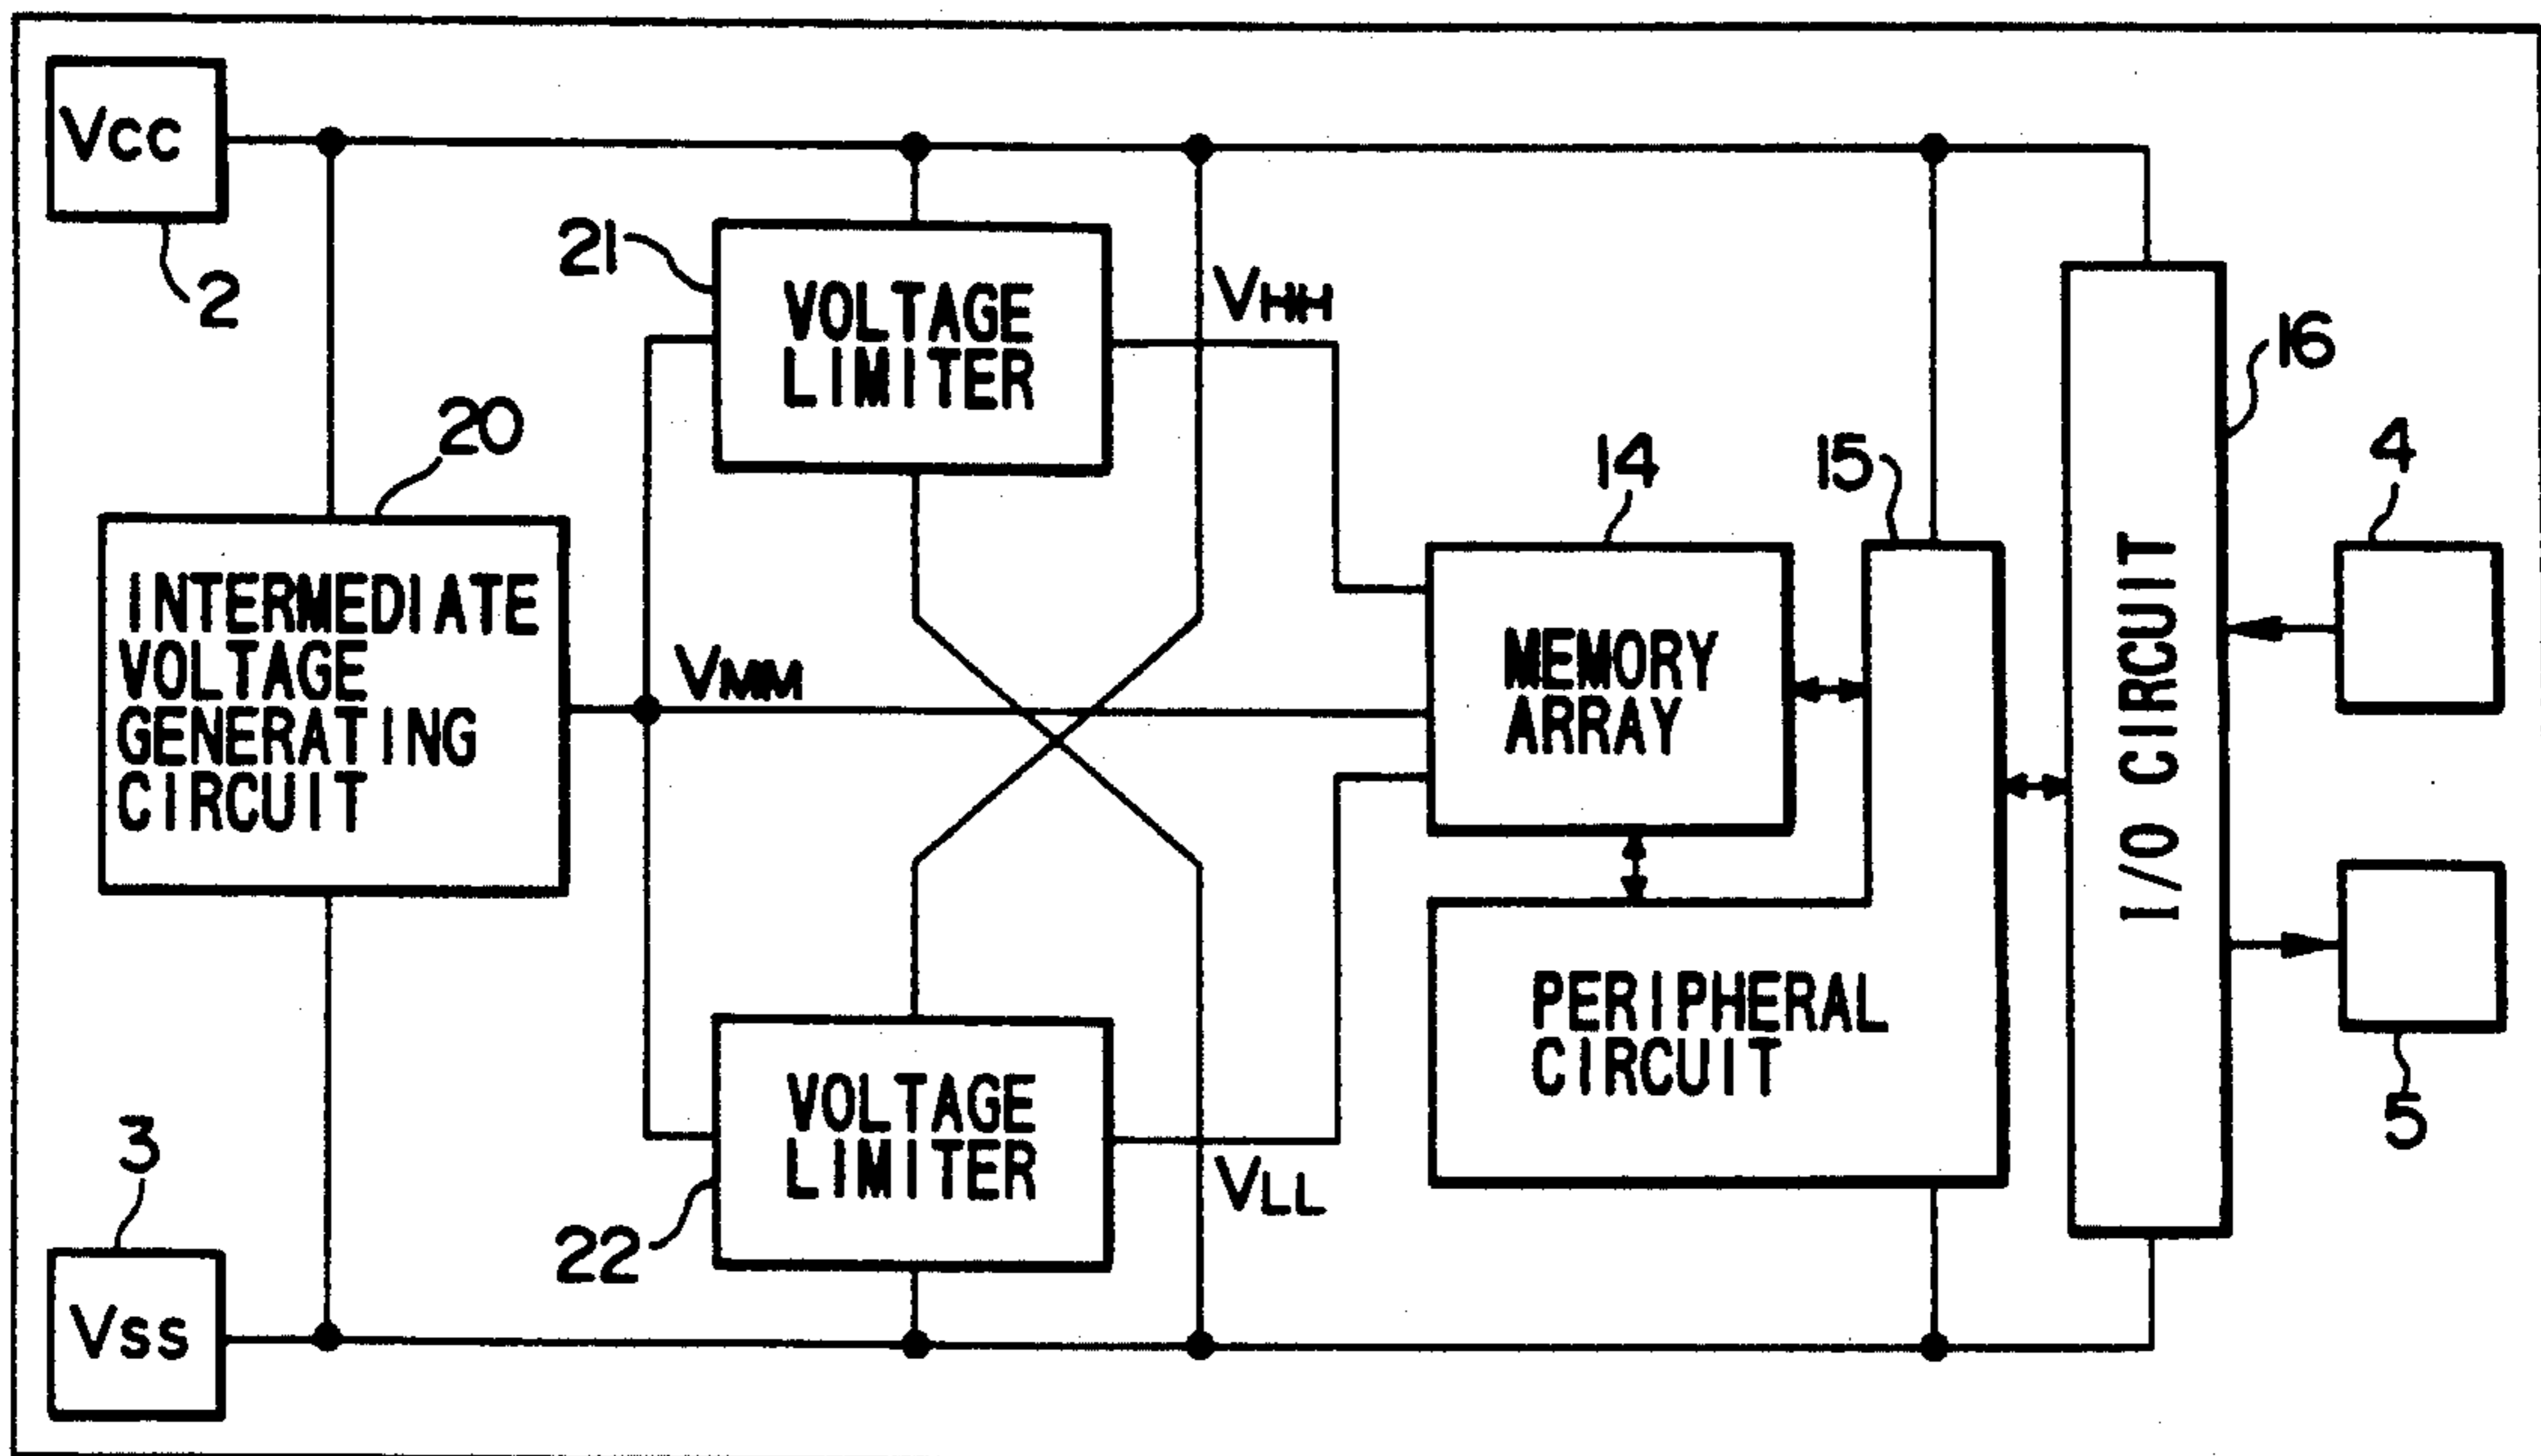 Vcc
2
21
VOLTAGE
LIMITER
VHH
16
20
14
15
4
INTERMEDIATE
VOLTAGE
GENERATING
CIRCUIT
VMM
MEMORY
ARRAY
I/O CIRCUIT
PERIPHERAL
CIRCUIT
VOLTAGE
LIMITER
22
VLL
5
3
Vss